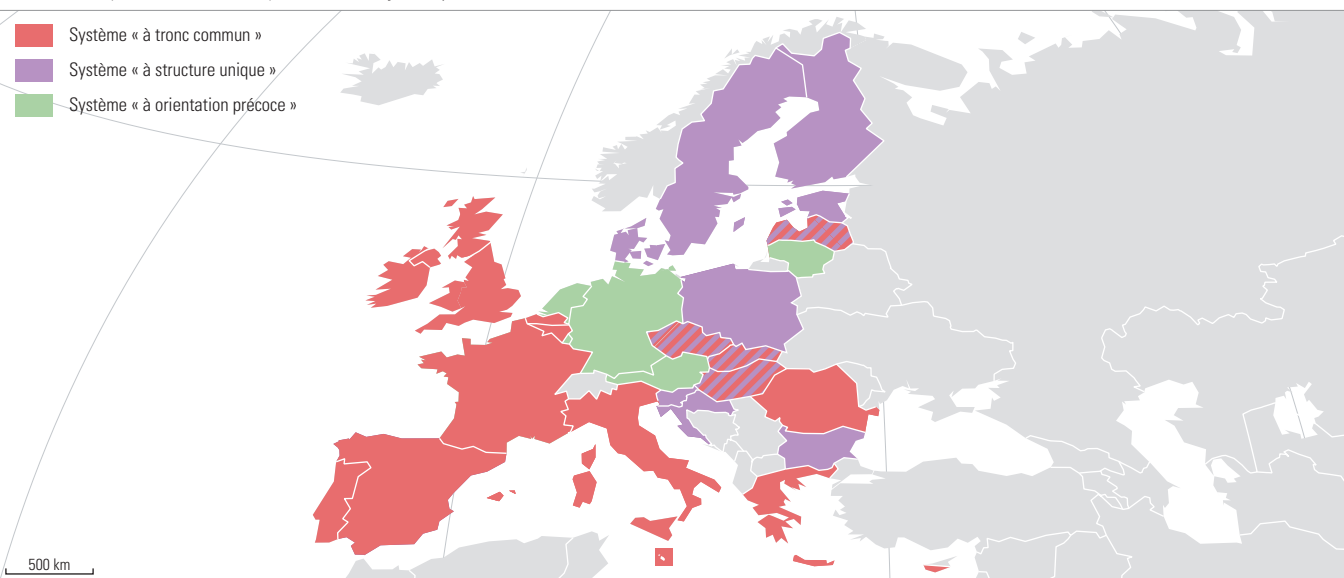 Système « à tronc commun »
Système « à structure unique »
Système « à orientation précoce »
500 km